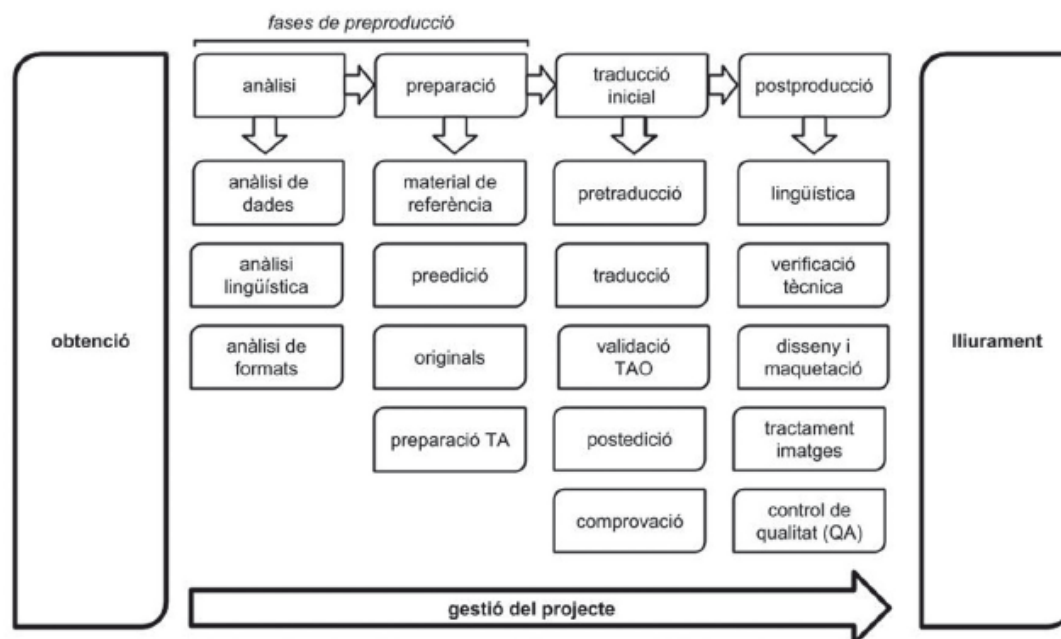 fases de preproducció
obtenció
anàlisi
anàlisi de
dades
anàlisi
lingüística
anàlisi de
formats
preparació
material de
referència
preedició
originals
preparació TA
traducció
inicial
pretraducció
traducció
validació
TAO
postedició
comprovació
postproducció
lingüística
verificació
tècnica
disseny i
maquetació
tractament
imatges
control de
qualitat (QA)
lliurament
gestió del projecte